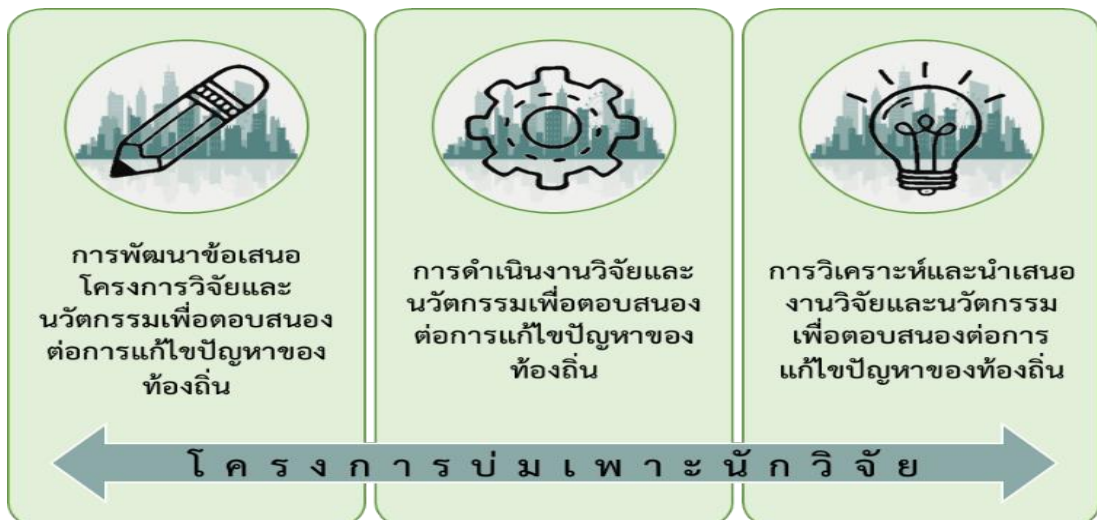 การพัฒนาข้อเสนอ
โครงการวิจัยและ
นวัตกรรมเพื่อตอบสนอง
ต่อการแก้ไขปัญหาของ
ท้องถิ่น
การดำเนินงานวิจัยและ
นวัตกรรมเพื่อตอบสนอง
ต่อการแก้ไขปัญหาของ
ท้องถิ่น
การวิเคราะห์และนำเสนอ
งานวิจัยและนวัตกรรม
เพื่อตอบสนองต่อการ
แก้ไขปัญหาของท้องถิ่น
โครงการบ่มเพาะนักวิจัย